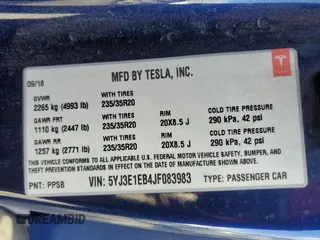 09/18
MFD BY TESLA, INC.
TESLA
GVWR
2265 kg (4993 lb)
WITH TIRES
235/35R20
GAWR FRT
1110 kg (2447 lb)
WITH TIRES
235/35R20
RIM
20X8.5 J
COLD TIRE PRESSURE
290 kPa, 42 psi
GAWR RR
1257 kg (2771 lb)
WITH TIRES
235/35R20
RIM
20X8.5 J
COLD TIRE PRESSURE
290 kPa, 42 psi
THIS VEHICLE CONFORMS TO ALL APPLICABLE U.S. FEDERAL MOTOR VEHICLE SAFETY, BUMPER, AND
THEFT PREVENTION STANDARDS IN EFFECT ON THE DATE OF MANUFACTURE SHOWN ABOVE.
PNT: PPSB
VIN: 5YJ3E1EB4JF083983
TYPE: PASSENGER CAR
DREAMBID